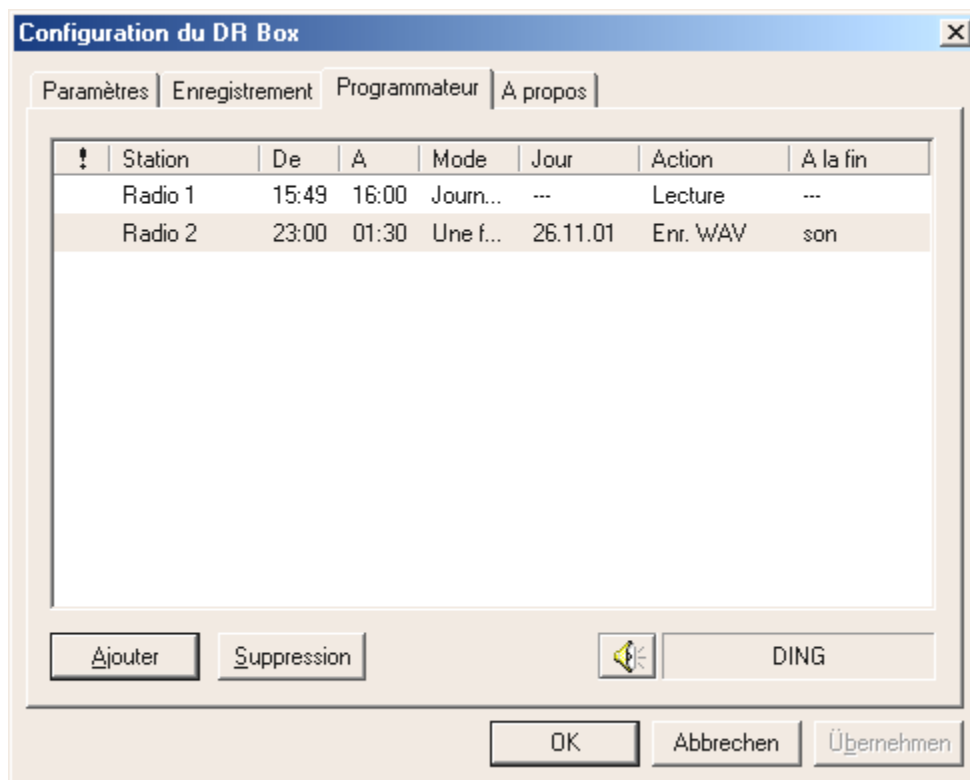 Configuration du DR Box
Paramètres Enregistrement Programmateur A propos
! Station De A Mode Jour Action A la fin
Radio 1 15:49 16:00 Journ... --- Lecture ---
Radio 2 23:00 01:30 Une f... 26.11.01 Enr. WAV son
Ajouter Suppression DING
OK Abbrechen Übernehmen